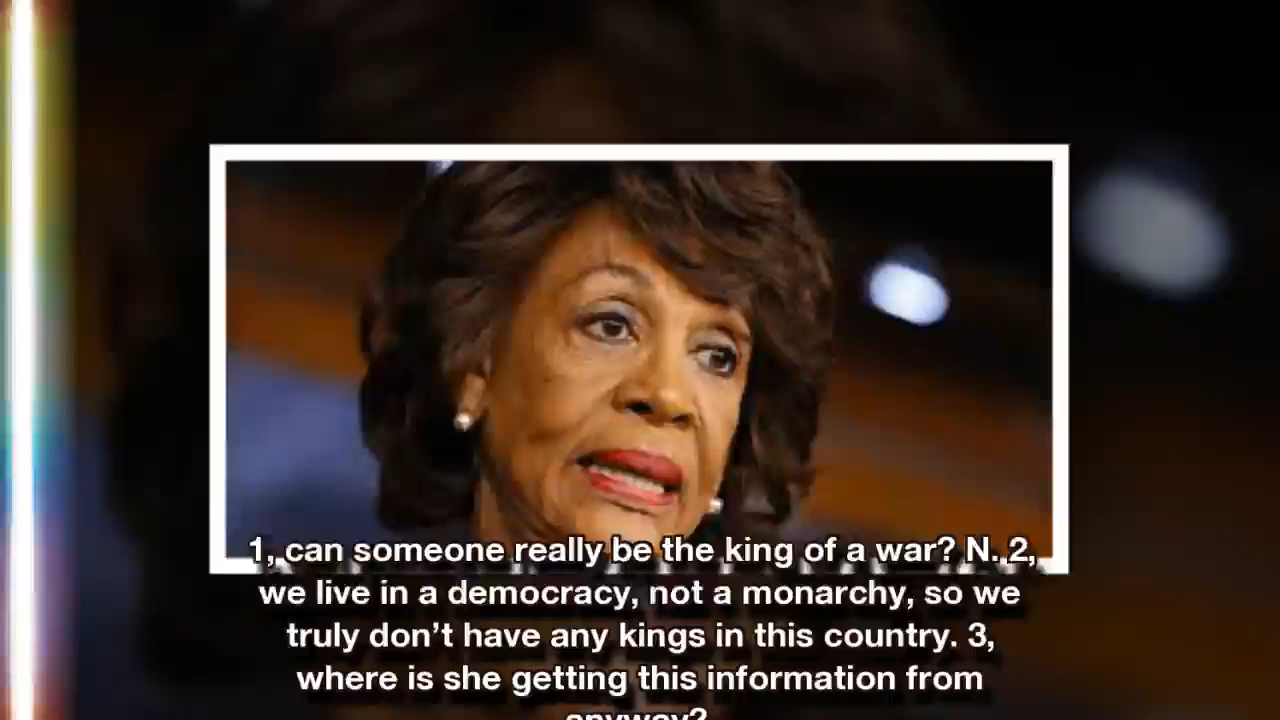 1, can someone really be the king of a war? N. 2,
we live in a democracy, not a monarchy, so we
truly don’t have any kings in this country. 3,
where is she getting this information from
anyway?